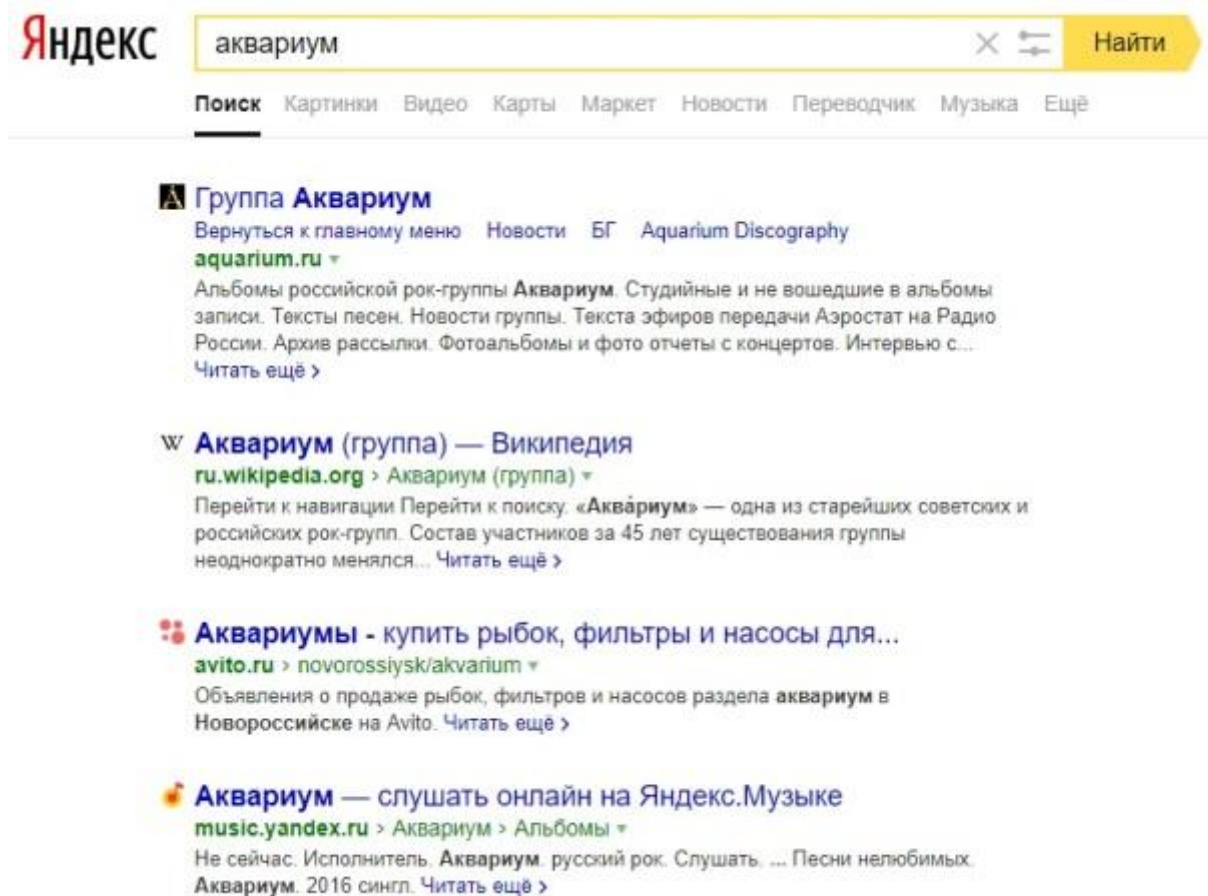 Яндекс
аквариум
Найти
Поиск Картинки Видео Карты Маркет Новости Переводчик Музыка Ещё
Группа Аквариум
Вернуться к главному меню Новости БГ Aquarium Discography
aquarium.ru
Альбомы российской рок-группы Аквариум. Студийные и не вошедшие в альбомы
записи. Тексты песен. Новости группы. Текста эфиров передачи Аэростат на Радио
России. Архив рассылки. Фотоальбомы и фото отчеты с концертов. Интервью с...
Читать ещё >
W Аквариум (группа) — Википедия
ru.wikipedia.org > Аквариум (группа)
Перейти к навигации Перейти к поиску. «Аква́риум» — одна из старейших советских и
российских рок-групп. Состав участников за 45 лет существования группы
неоднократно менялся... Читать ещё >
Аквариумы - купить рыбок, фильтры и насосы для...
avito.ru > novorossiysk/akvarium
Объявления о продаже рыбок, фильтров и насосов раздела аквариум в
Новороссийске на Avito. Читать ещё >
Аквариум — слушать онлайн на Яндекс.Музыке
music.yandex.ru > Аквариум > Альбомы
Не сейчас. Исполнитель. Аквариум. русский рок. Слушать. ... Песни нелюбимых.
Аквариум. 2016 сингл. Читать ещё >